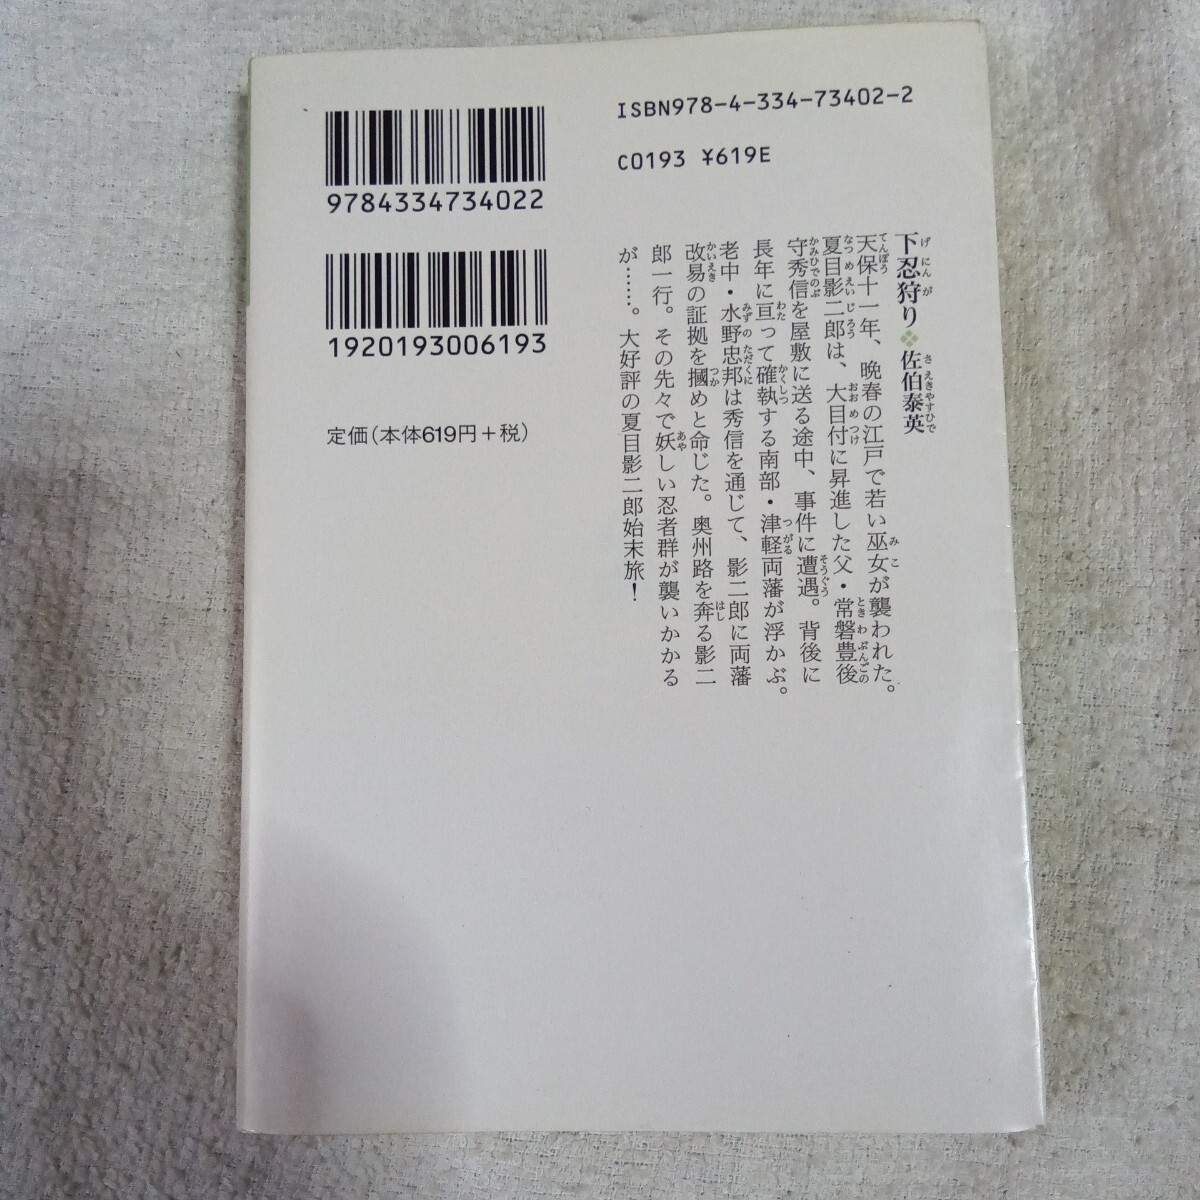 ISBN978-4-334-73402-2
C0193 ¥619E
9784334734022
1920193006193
定価(本体619円+税)
下忍狩り❖佐伯泰英
天保十一年、晩春の江戸で若い巫女が襲われた。
夏目影二郎は、大目付に昇進した父・常磐豊後
守秀信を屋敷に送る途中、事件に遭遇。背後に
長年に亘って確執する南部・津軽両藩が浮かぶ。
老中・水野忠邦は秀信を通じて、影二郎に両藩
改易の証拠を摑めと命じた。奥州路を奔る影二
郎一行。その先々で妖しい忍者群が襲いかかる
が……。大好評の夏目影二郎始末旅！